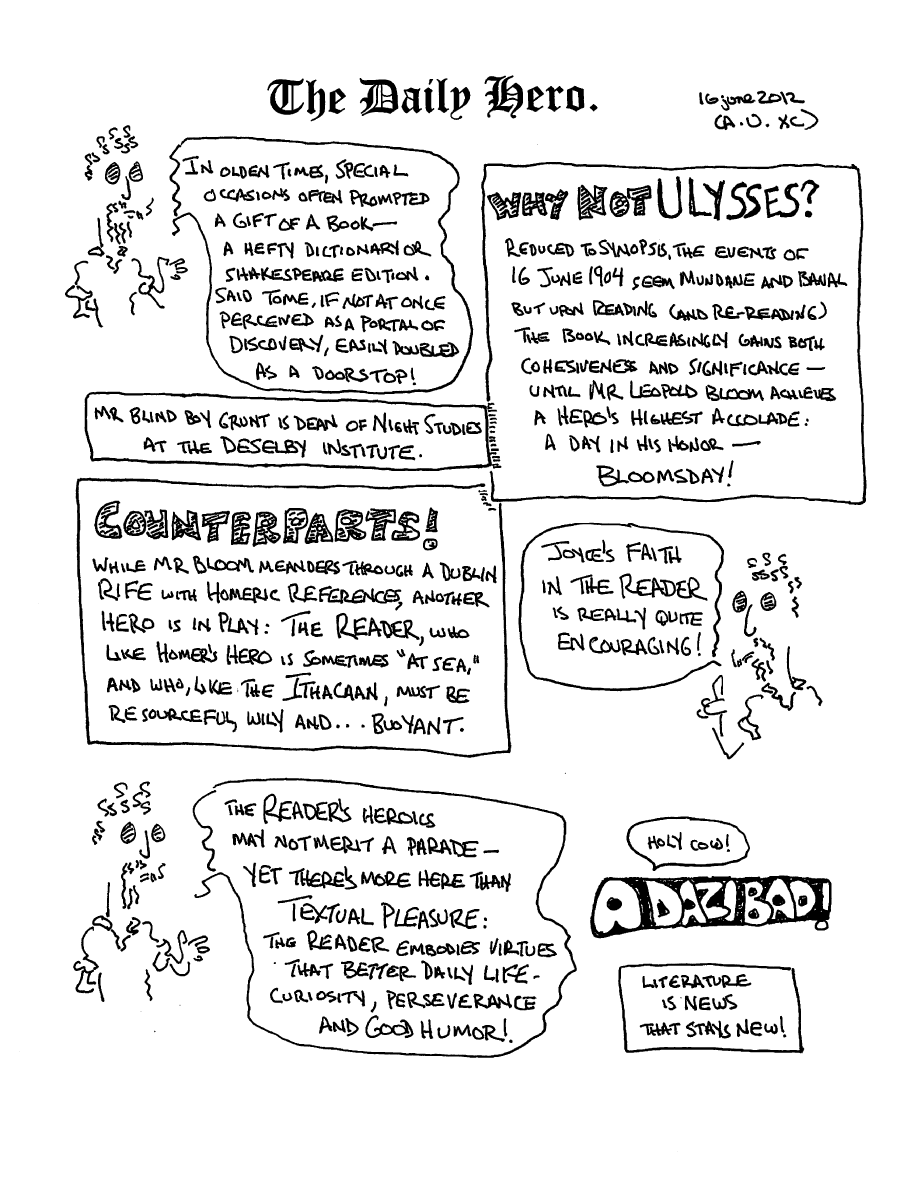 The Daily Hero.
16 june 2012
(A.U. XC)
IN OLDEN TIMES, SPECIAL
OCCASIONS OFTEN PROMPTED
A GIFT OF A BOOK—
A HEFTY DICTIONARY OR
SHAKESPEARE EDITION.
SAID TOME, IF NOT AT ONCE
PERCEIVED AS A PORTAL OF
DISCOVERY, EASILY DOUBLED
AS A DOORSTOP!
MR BLIND BOY GRUNT IS DEAN OF NIGHT STUDIES
AT THE DESELBY INSTITUTE.
WHY NOT ULYSSES?
REDUCED TO SYNOPSIS, THE EVENTS OF
16 JUNE 1904 SEEM MUNDANE AND BANAL
BUT UPON READING (AND RE-READING)
THE BOOK INCREASINGLY GAINS BOTH
COHESIVENESS AND SIGNIFICANCE—
UNTIL MR LEOPOLD BLOOM ACHIEVES
A HERO'S HIGHEST ACCOLADE:
A DAY IN HIS HONOR—
BLOOMSDAY!
COUNTERPARTS!
WHILE MR BLOOM MEANDERS THROUGH A DUBLIN
RIFE WITH HOMERIC REFERENCES, ANOTHER
HERO IS IN PLAY: THE READER, WHO
LIKE HOMER'S HERO IS SOMETIMES "AT SEA,"
AND WHO, LIKE THE ITHACAAN, MUST BE
RESOURCEFUL, WILY AND... BUOYANT.
JOYCE'S FAITH
IN THE READER
IS REALLY QUITE
ENCOURAGING!
THE READER'S HEROICS
MAY NOT MERIT A PARADE—
YET THERE'S MORE HERE THAN
TEXTUAL PLEASURE:
THE READER EMBODIES VIRTUES
THAT BETTER DAILY LIFE-
CURIOSITY, PERSEVERANCE
AND GOOD HUMOR!
HOLY COW!
A DAZIBAO!
LITERATURE
IS NEWS
THAT STAYS NEW!